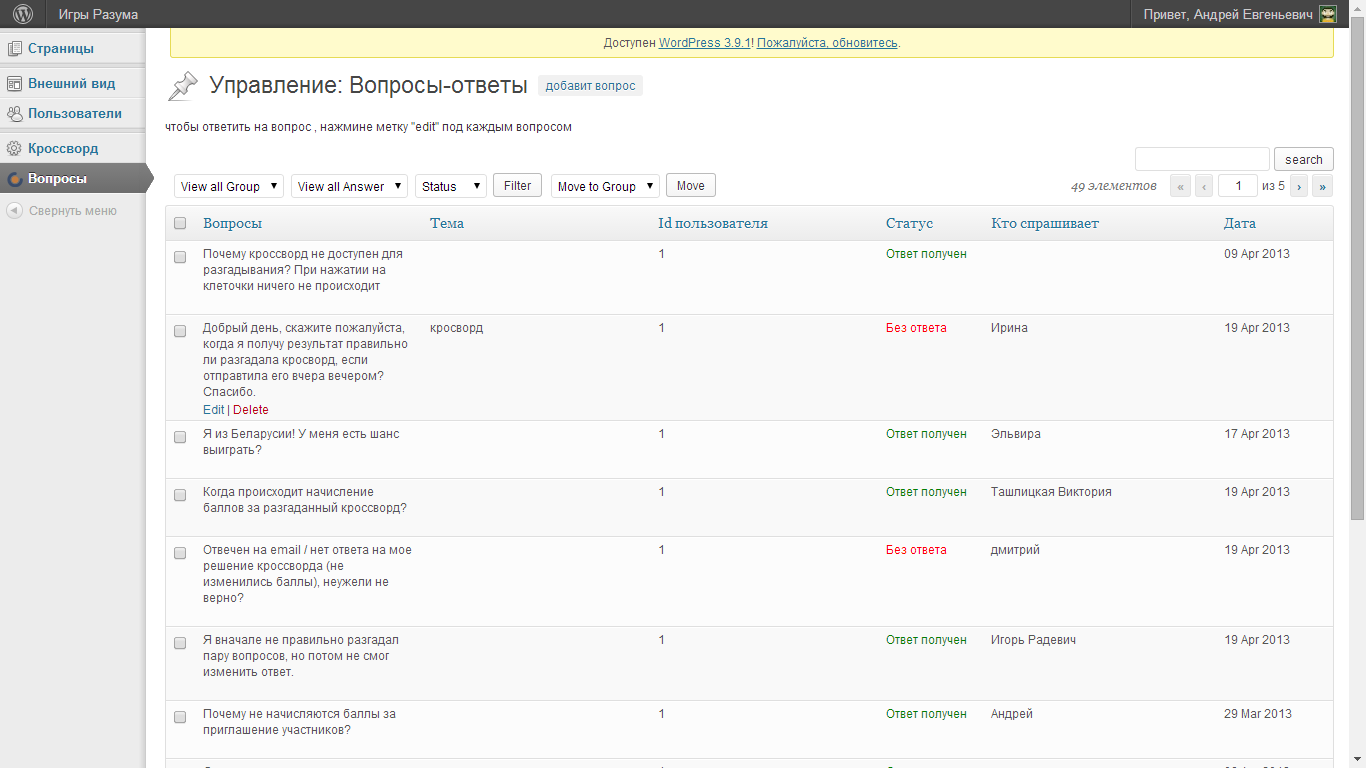 Игры Разума
Привет, Андрей Евгеньевич
Страницы
Внешний вид
Пользователи
Кроссворд
Вопросы
Свернуть меню
Доступен WordPress 3.9.1! Пожалуйста, обновитесь.
Управление: Вопросы-ответы добавит вопрос
чтобы ответить на вопрос , нажмине метку "edit" под каждым вопросом
search
View all Group View all Answer Status Filter Move to Group Move 49 элементов « ‹ 1 из 5 › »
Вопросы Тема Id пользователя Статус Кто спрашивает Дата
Почему кроссворд не доступен для 1 Ответ получен 09 Apr 2013
разгадывания? При нажатии на
клеточки ничего не происходит
Добрый день, скажите пожалуйста, кросворд 1 Без ответа Ирина 19 Apr 2013
когда я получу результат правильно
ли разгадала кросворд, если
отправтила его вчера вечером?
Спасибо.
Edit | Delete
Я из Беларусии! У меня есть шанс 1 Ответ получен Эльвира 17 Apr 2013
выиграть?
Когда происходит начисление 1 Ответ получен Ташлицкая Виктория 19 Apr 2013
баллов за разгаданный кроссворд?
Отвечен на email / нет ответа на мое 1 Без ответа дмитрий 19 Apr 2013
решение кроссворда (не
изменились баллы), неужели не
верно?
Я вначале не правильно разгадал 1 Ответ получен Игорь Радевич 19 Apr 2013
пару вопросов, но потом не смог
изменить ответ.
Почему не начисляются баллы за 1 Ответ получен Андрей 29 Mar 2013
приглашение участников?